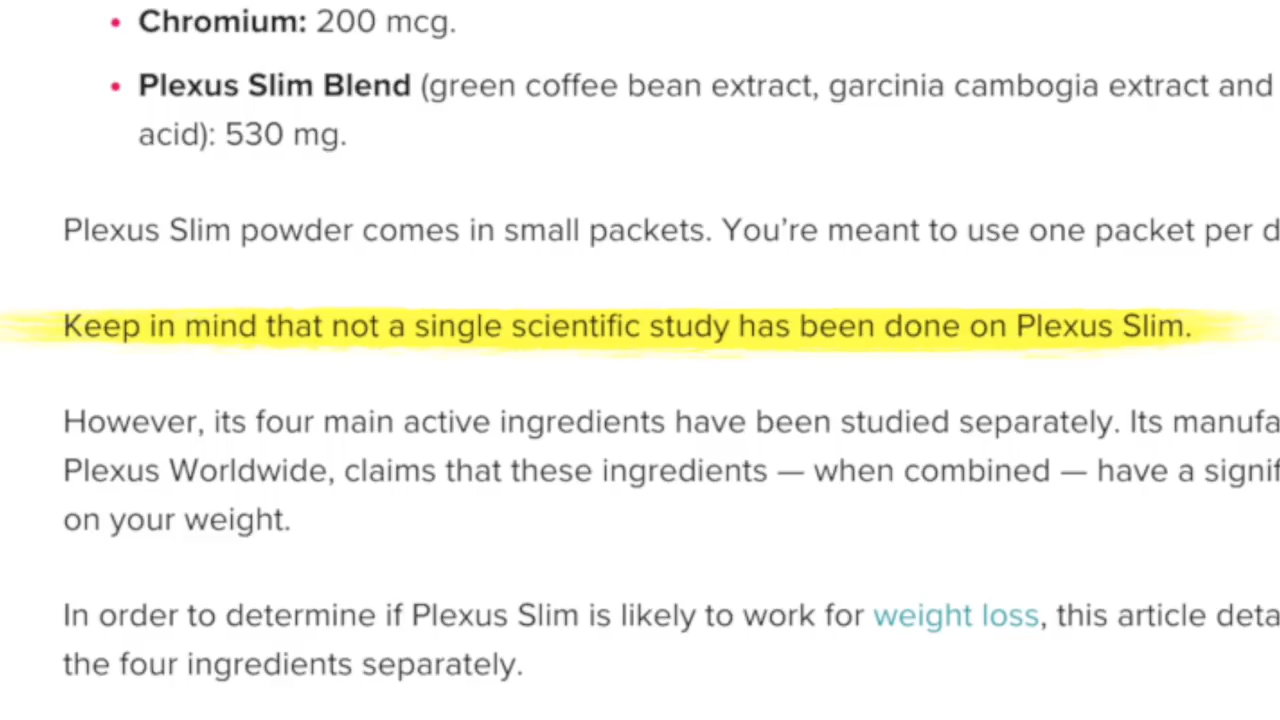 • Chromium: 200 mcg.
• Plexus Slim Blend (green coffee bean extract, garcinia cambogia extract and
acid): 530 mg.
Plexus Slim powder comes in small packets. You’re meant to use one packet per
Keep in mind that not a single scientific study has been done on Plexus Slim.
However, its four main active ingredients have been studied separately. Its
Plexus Worldwide, claims that these ingredients — when combined — have a
on your weight.
In order to determine if Plexus Slim is likely to work for weight loss, this article
the four ingredients separately.